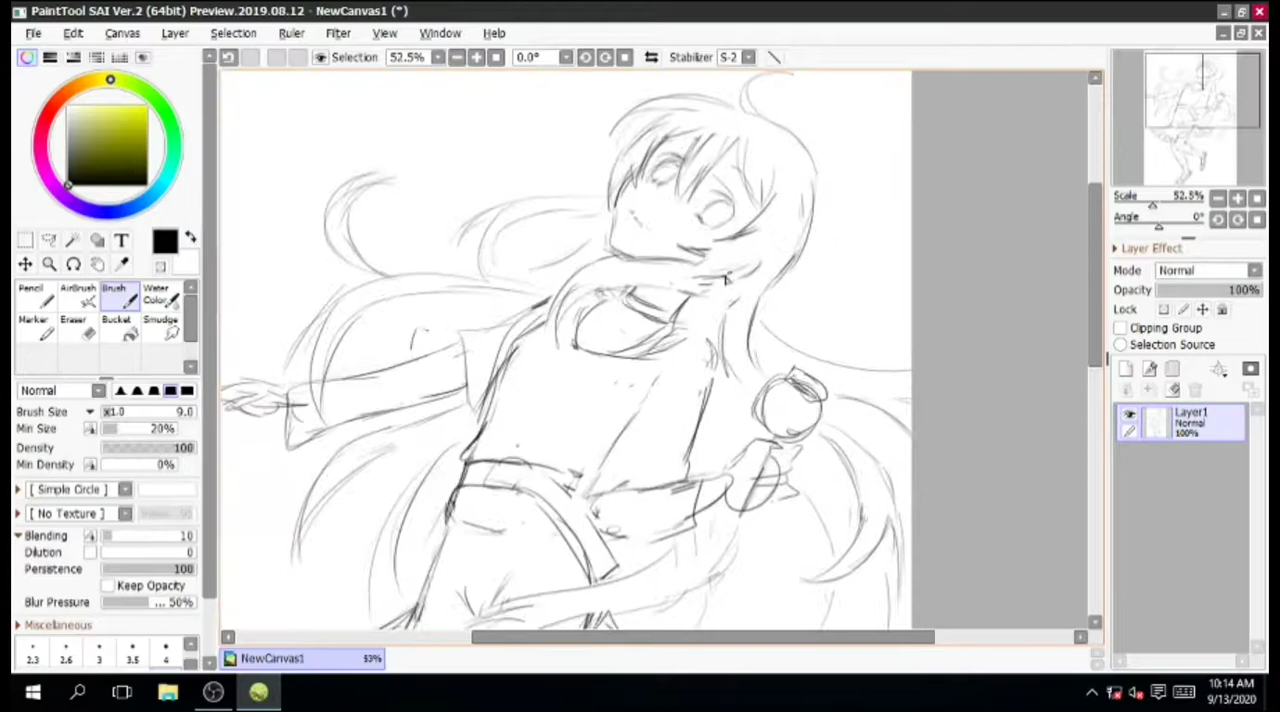 PaintTool SAI Ver.2 (64bit) Preview.2019.08.12 - NewCanvas1 (*)
File Edit Canvas Layer Selection Ruler Filter View Window Help
Selection 52.5% 0.0° Stabilizer S-2
Scale 52.5%
Angle 0°
Layer Effect
Mode Normal
Opacity 100%
Lock
Clipping Group
Selection Source
T
Pencil AirBrush Brush Water Color
Marker Eraser Bucket Smudge
Normal
Brush Size x1.0 9.0
Min Size 20%
Density 100
Min Density 0%
[ Simple Circle ]
[ No Texture ]
Blending 10
Dilution 0
Persistence 100
Keep Opacity
Blur Pressure ... 50%
Miscellaneous
2.3 2.6 3 3.5 4
Layer1
Normal
100%
NewCanvas1 53%
10:14 AM
9/13/2020